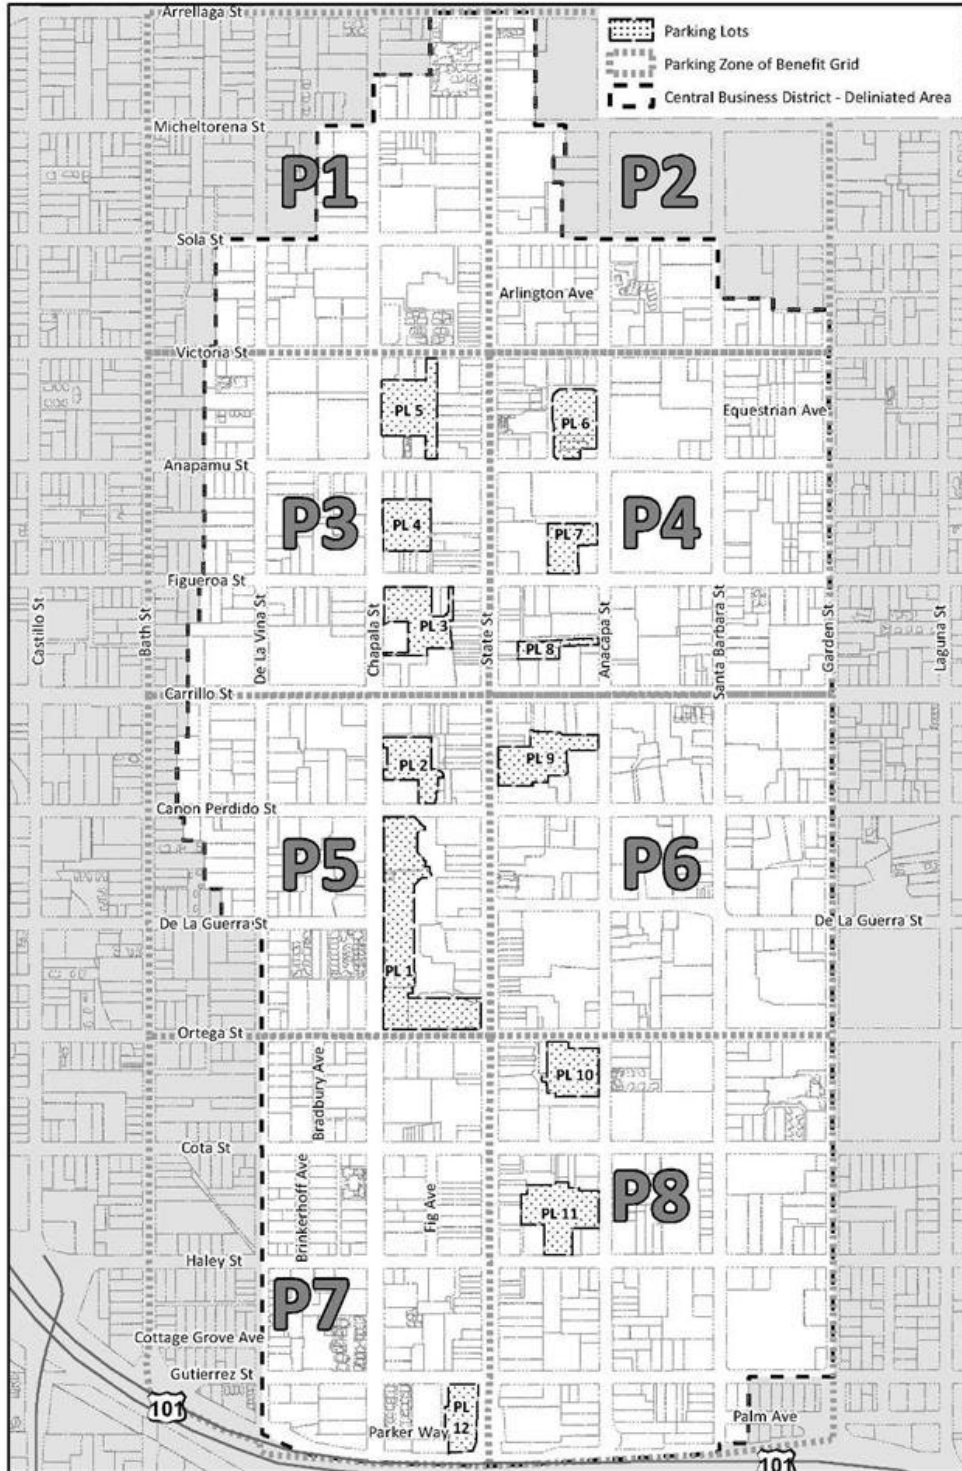 Arrellaga St
Parking Lots
Parking Zone of Benefit Grid
Central Business District - Deliniated Area
Micheltorena St
P1
P2
Sola St
Arlington Ave
Victoria St
PL 5
PL 6
Equestrian Ave
Anapamu St
P3
PL 4
PL 7
P4
Figueroa St
Castillo St
Bath St
De La Vina St
Chapala St
PL 3
State St
PL 8
Anacapa St
Santa Barbara St
Garden St
Laguna St
Carrillo St
PL 2
PL 9
Canon Perdido St
P5
P6
De La Guerra St
De La Guerra St
PL 1
Ortega St
Bradbury Ave
PL 10
Cota St
Brinkerhoff Ave
Fig Ave
PL 11
P8
Haley St
P7
Cottage Grove Ave
Gutierrez St
101
Parker Way
PL
12
Palm Ave
101